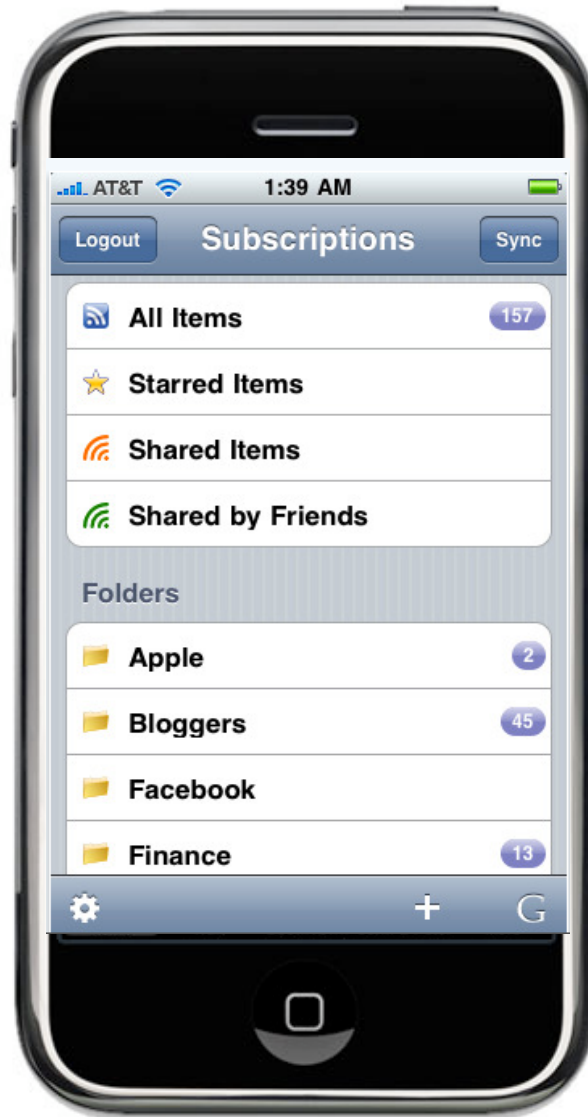 AT&T 1:39 AM
Logout Subscriptions Sync
All Items 157
Starred Items
Shared Items
Shared by Friends
Folders
Apple 2
Bloggers 45
Facebook
Finance 13
+ G